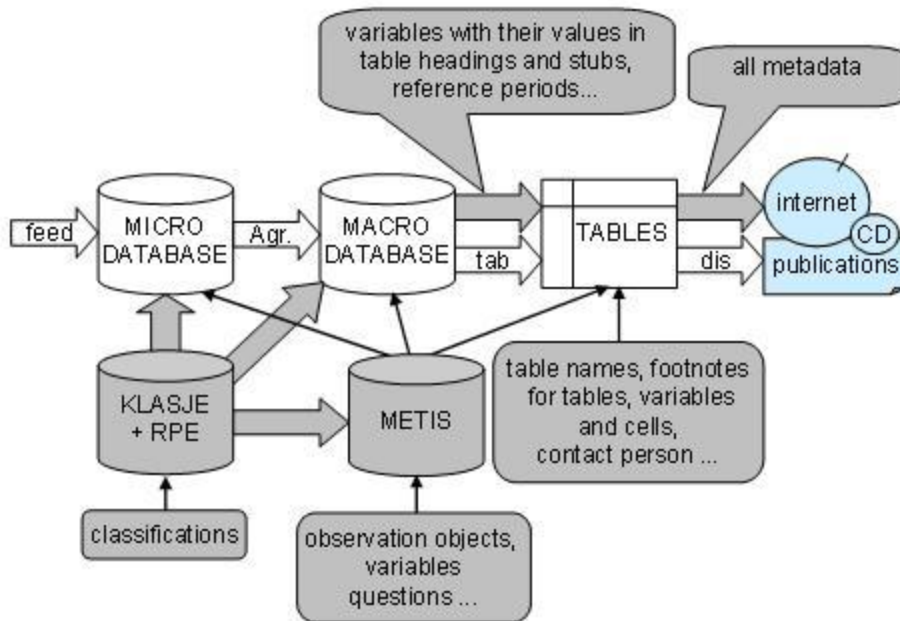 variables with their values in
table headings and stubs,
reference periods...
all metadata
feed
MICRO
DATABASE
Agr.
MACRO
DATABASE
tab
TABLES
dis
internet
CD
publications
KLASJE
+ RPE
METIS
table names, footnotes
for tables, variables
and cells,
contact person ...
classifications
observation objects,
variables
questions ...